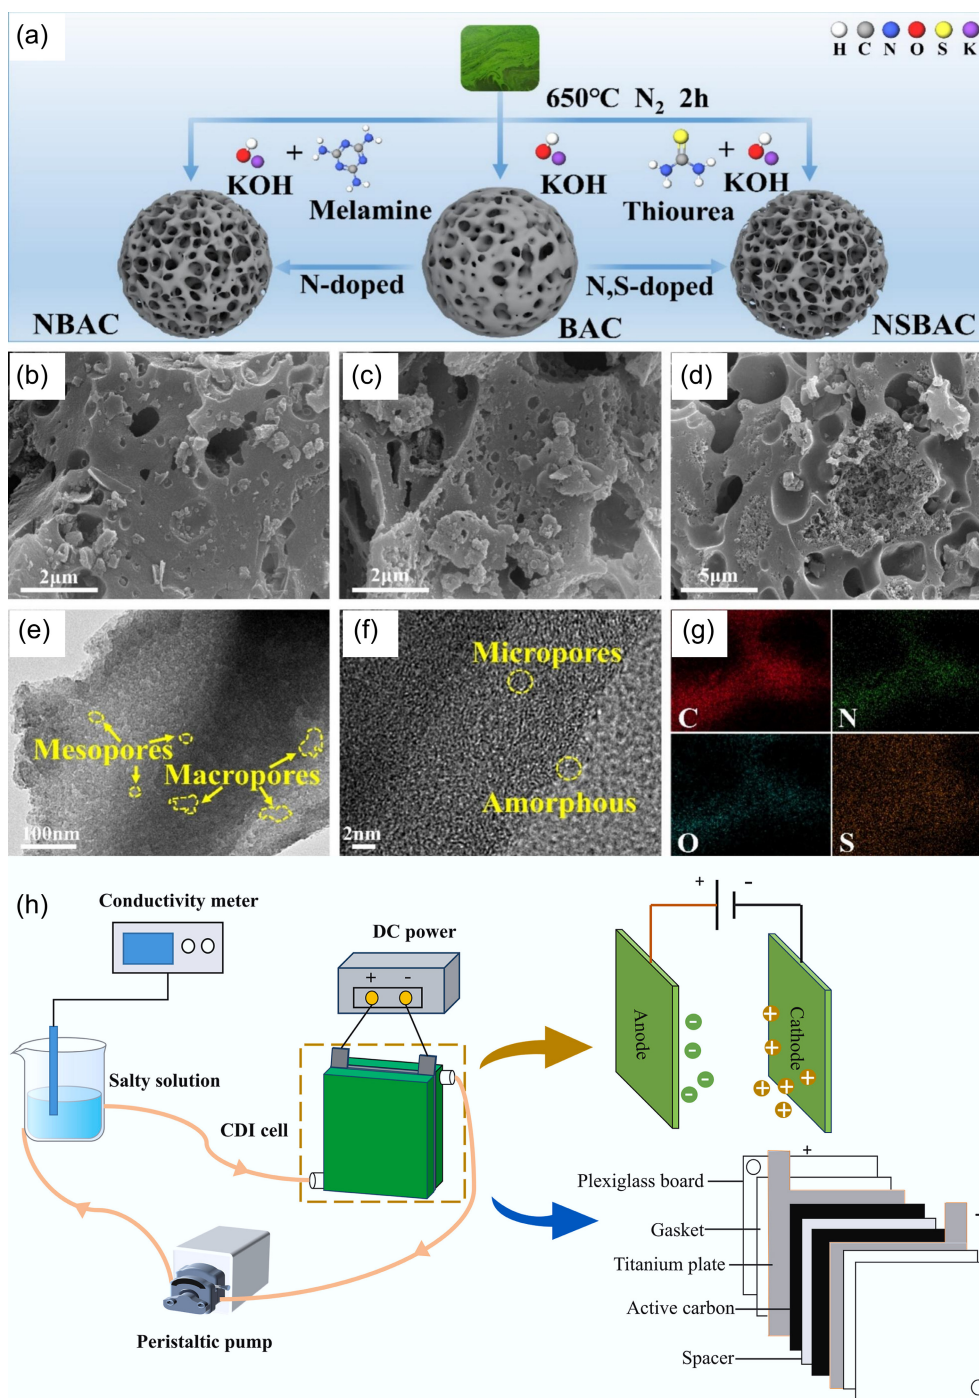 (a)
H C N O S K
650°C N₂ 2h
+
+
KOH
KOH
KOH
Melamine
Thiourea
N-doped
N,S-doped
NBAC
BAC
NSBAC
(b)
(c)
(d)
2μm
2μm
5μm
(e)
(f)
(g)
Micropores
Mesopores
Macropores
Amorphous
100nm
2nm
C
N
O
S
(h)
Conductivity meter
DC power
+ -
+ -
Anode
Cathode
- - - -
+ + + + + +
Salty solution
CDI cell
Peristaltic pump
+
-
Plexiglass board
Gasket
Titanium plate
Active carbon
Spacer